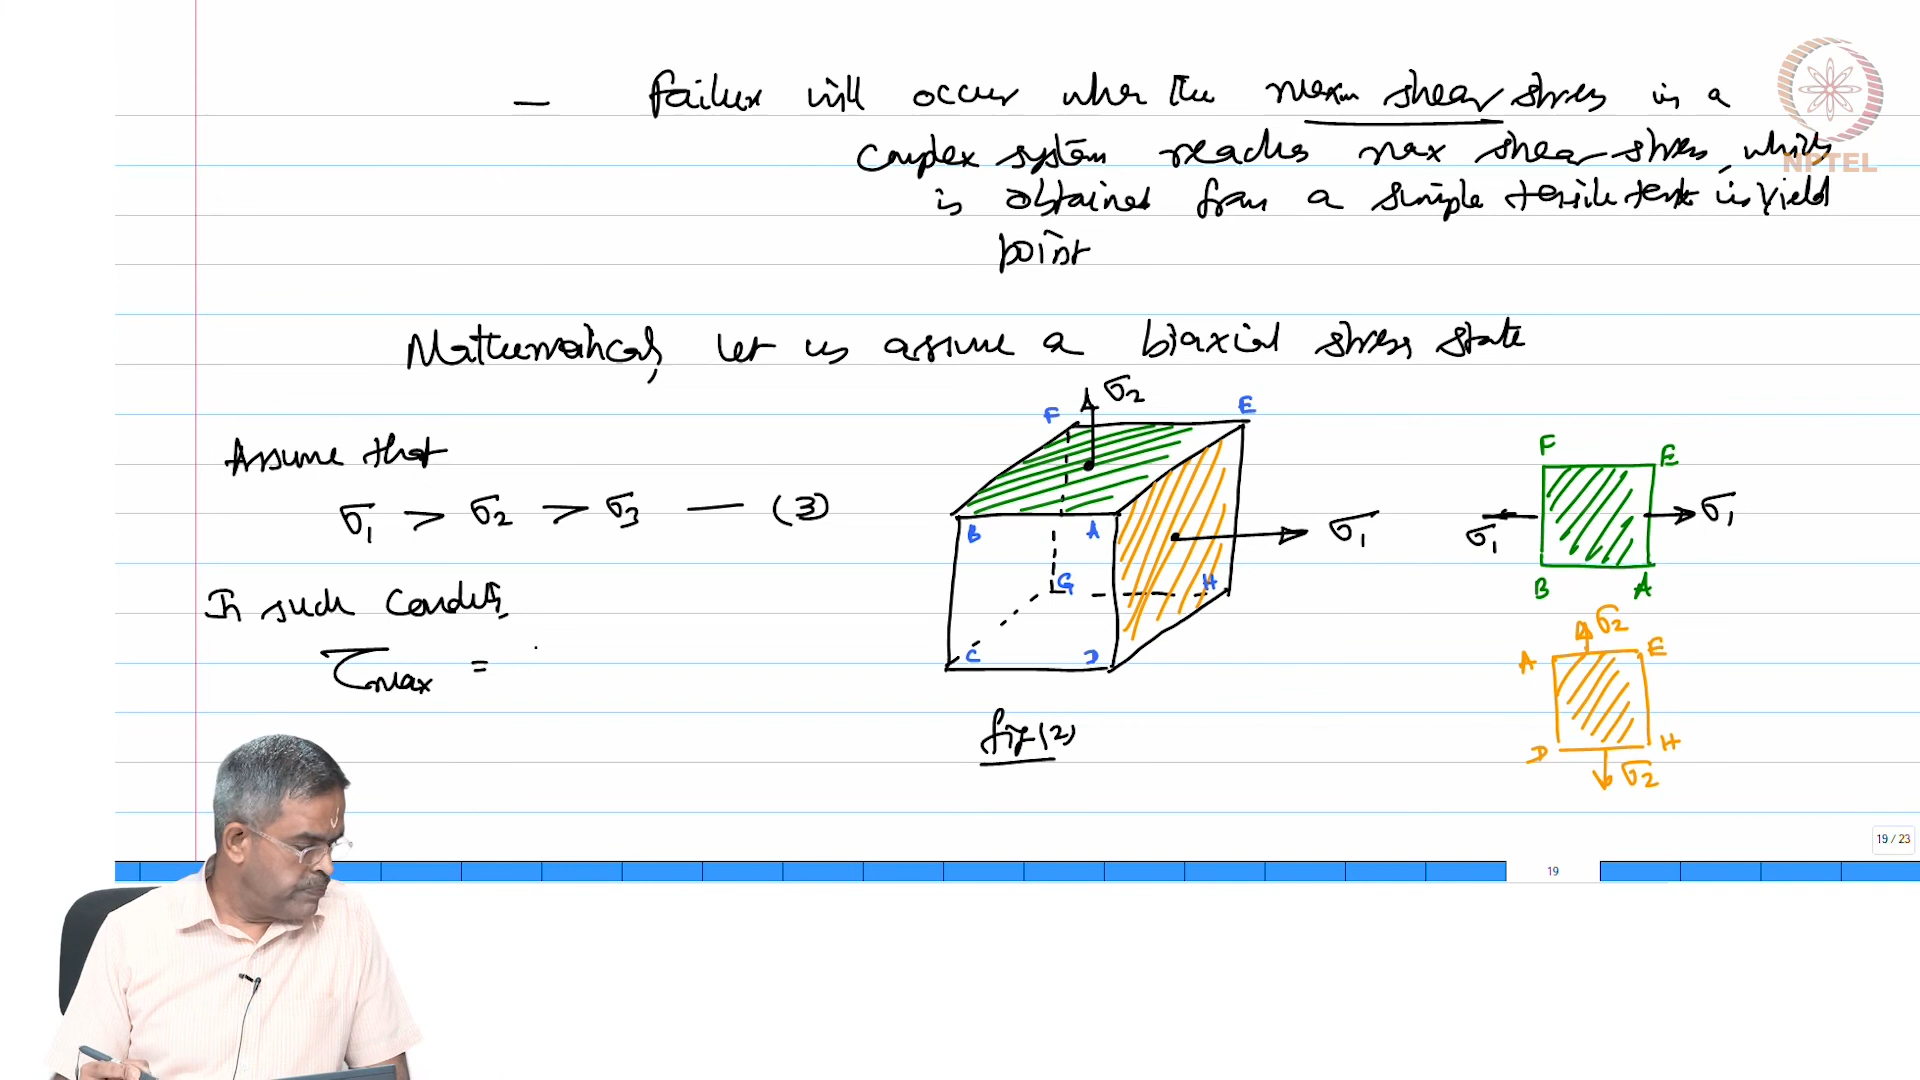 — failure will occur when the maxm shear stress in a
complex system reaches max shear stress, which
is obtained from a simple tensile test in yield
point
NPTEL
Mathematical, let us assume a biaxial stress state
Assume that
σ1 > σ2 > σ3 — (3)
In such
τmax =
σ2
F
E
B
A
σ1
G
H
C
D
fig(2)
F
E
σ1
σ1
B
A
σ2
A
E
D
H
σ2
19 / 23
19